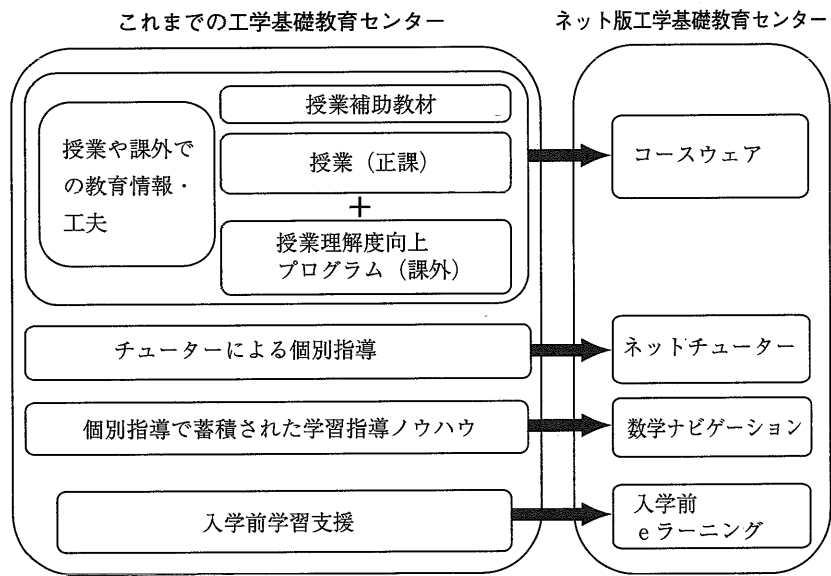 これまでの工学基礎教育センター
ネット版工学基礎教育センター
授業や課外で
の教育情報・
工夫
授業補助教材
授業（正課）
＋
授業理解度向上
プログラム（課外）
コースウェア
チューターによる個別指導
ネットチューター
個別指導で蓄積された学習指導ノウハウ
数学ナビゲーション
入学前学習支援
入学前
eラーニング